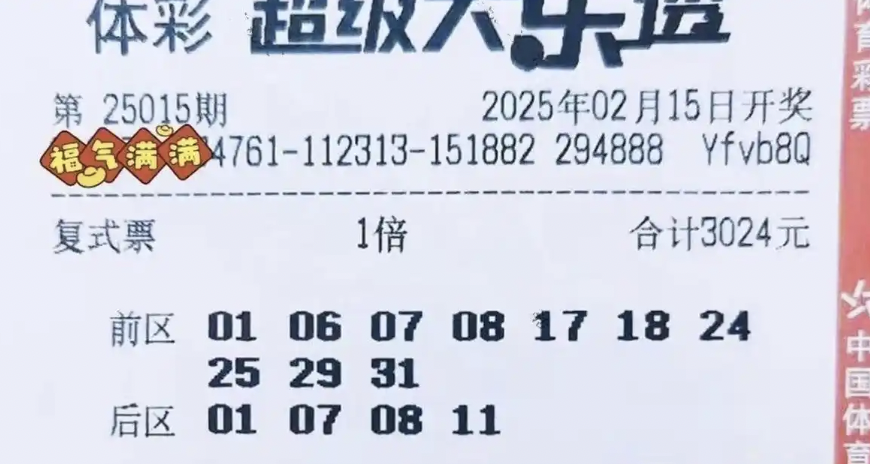 体彩 超级大乐透
第 25015期 2025年02月15日开奖
福气满满 4761-112313-151882 294888 Yfvb8Q
复式票 1倍 合计3024元
前区 01 06 07 08 17 18 24
25 29 31
后区 01 07 08 11
体育彩票
中国体育